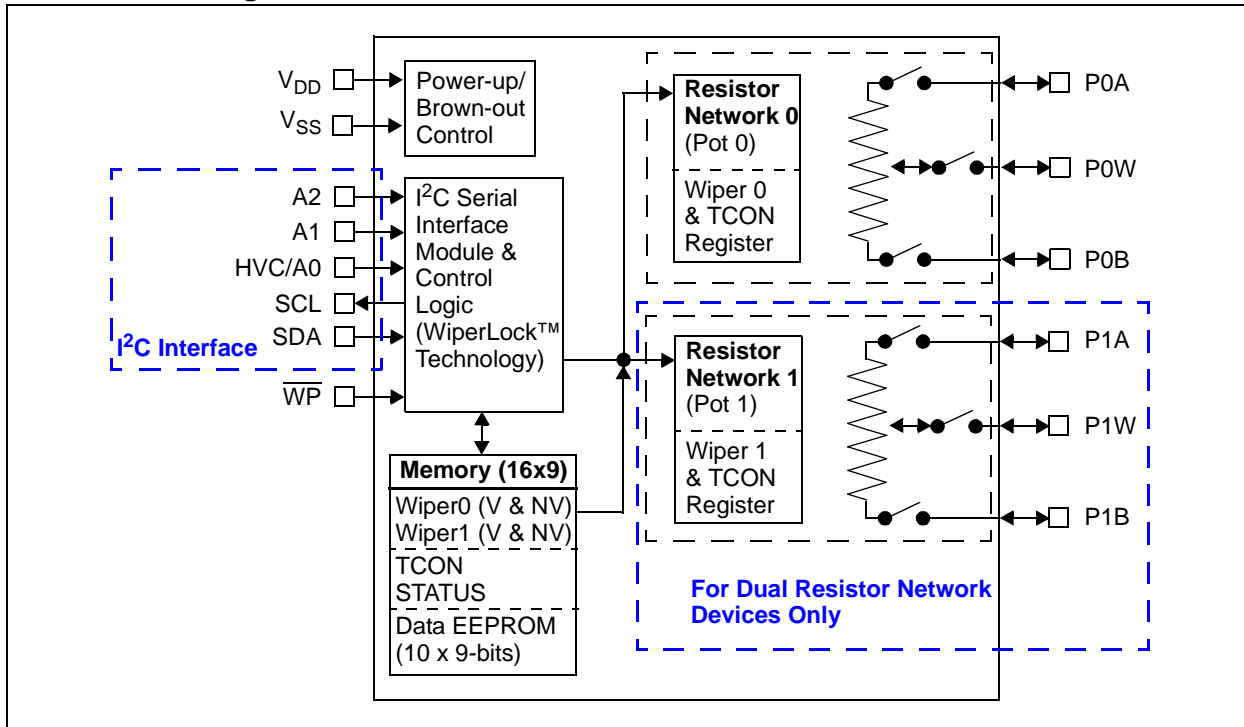 V_DD
V_SS
Power-up/
Brown-out
Control
A2
A1
HVC/A0
SCL
SDA
I²C Interface
WP
I²C Serial
Interface
Module &
Control
Logic
(WiperLock™
Technology)
Memory (16x9)
Wiper0 (V & NV)
Wiper1 (V & NV)
TCON
STATUS
Data EEPROM
(10 x 9-bits)
Resistor
Network 0
(Pot 0)
Wiper 0
& TCON
Register
P0A
P0W
P0B
Resistor
Network 1
(Pot 1)
Wiper 1
& TCON
Register
P1A
P1W
P1B
For Dual Resistor Network
Devices Only